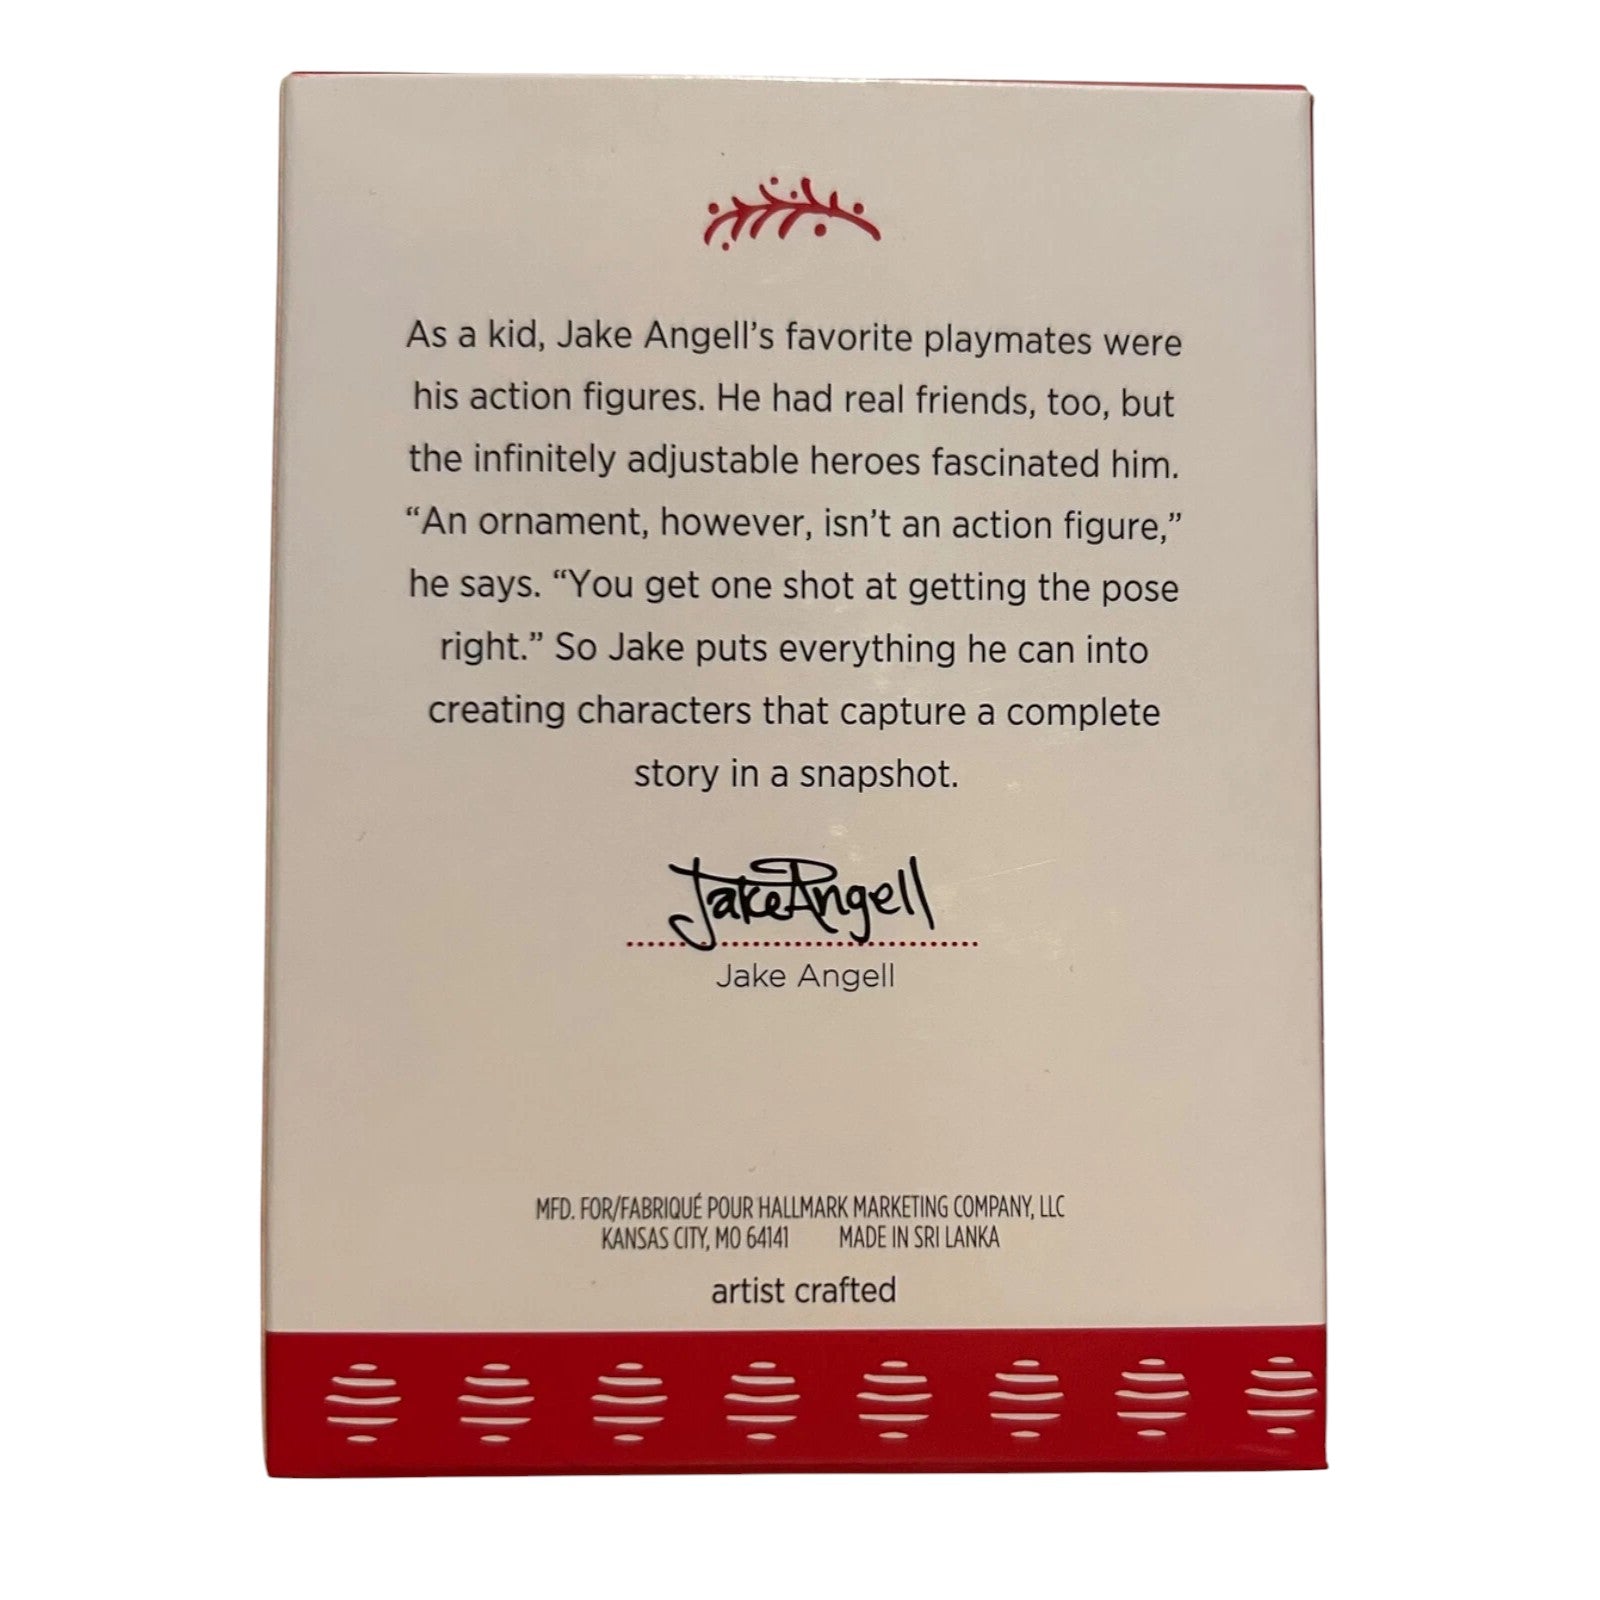 As a kid, Jake Angell’s favorite playmates were
his action figures. He had real friends, too, but
the infinitely adjustable heroes fascinated him.
“An ornament, however, isn’t an action figure,”
he says. “You get one shot at getting the pose
right.” So Jake puts everything he can into
creating characters that capture a complete
story in a snapshot.
Jake Angell
Jake Angell
MFD. FOR/FABRIQUÉ POUR HALLMARK MARKETING COMPANY, LLC
KANSAS CITY, MO 64141 MADE IN SRI LANKA
artist crafted